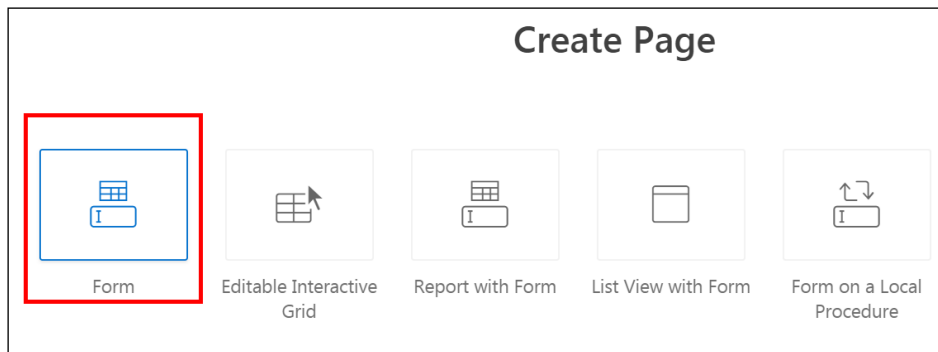 Create Page
Form
Editable Interactive
Grid
Report with Form
List View with Form
Form on a Local
Procedure